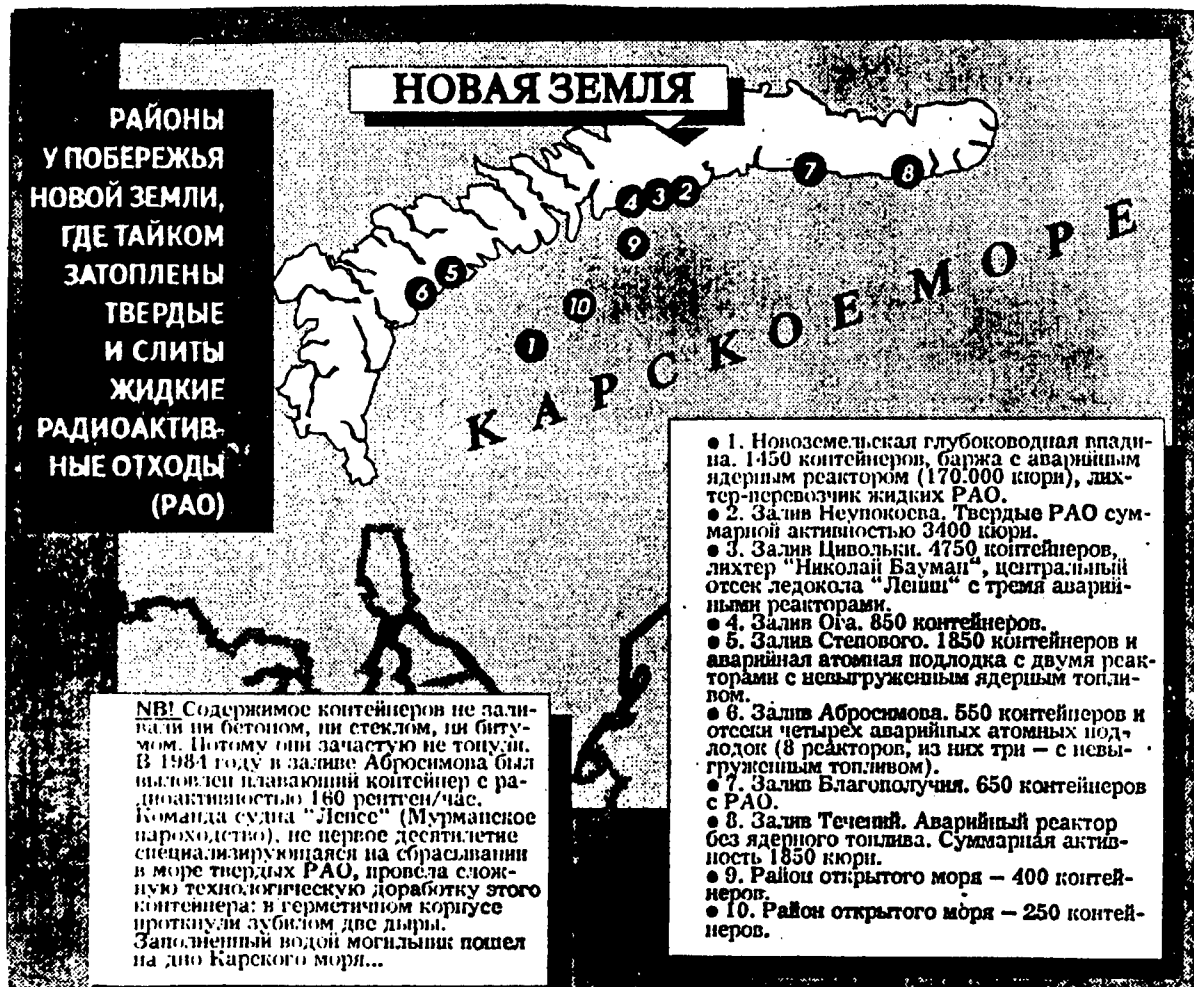 НОВАЯ ЗЕМЛЯ
РАЙОНЫ
У ПОБЕРЕЖЬЯ
НОВОЙ ЗЕМЛИ,
ГДЕ ТАЙКОМ
ЗАТОПЛЕНЫ
ТВЕРДЫЕ
И СЛИТЫ
ЖИДКИЕ
РАДИОАКТИВ-
НЫЕ ОТХОДЫ
(РАО)
7
8
4 3 2
9
5
6
10
1
КАРСКОЕ МОРЕ
● 1. Новоземельская глубоководная впади-
на. 1450 контейнеров, баржа с аварийным
ядерным реактором (170.000 кюри), лих-
тер-перевозчик жидких РАО.
● 2. Залив Неупокоева. Твердые РАО сум-
марной активностью 3400 кюри.
● 3. Залив Цивольки. 4750 контейнеров,
лихтер "Николай Бауман", центральный
отсек ледокола "Ленин" с тремя аварий-
ными реакторами.
● 4. Залив Ога. 850 контейнеров.
● 5. Залив Степового. 1850 контейнеров и
аварийная атомная подлодка с двумя реак-
торами с невыгруженным ядерным топли-
вом.
● 6. Залив Абросимова. 550 контейнеров и
отсеки четырех аварийных атомных под-
лодок (8 реакторов, из них три – с невы-
груженным топливом).
● 7. Залив Благополучия. 650 контейнеров
с РАО.
● 8. Залив Течений. Аварийный реактор
без ядерного топлива. Суммарная актив-
ность 1850 кюри.
● 9. Район открытого моря – 400 контей-
неров.
● 10. Район открытого моря – 250 контей-
неров.
NB! Содержимое контейнеров не зали-
вали ни бетоном, ни стеклом, ни биту-
мом. Потому они зачастую не тонули.
В 1984 году в заливе Абросимова был
выловлен плавающий контейнер с ра-
диоактивностью 160 рентген/час.
Команда судна "Лепсе" (Мурманское
пароходство), не первое десятилетие
специализирующаяся на сбрасывании
в море твердых РАО, провела слож-
ную технологическую доработку этого
контейнера: в герметичном корпусе
проткнули зубилом две дыры.
Заполненный водой могильник пошел
на дно Карского моря...